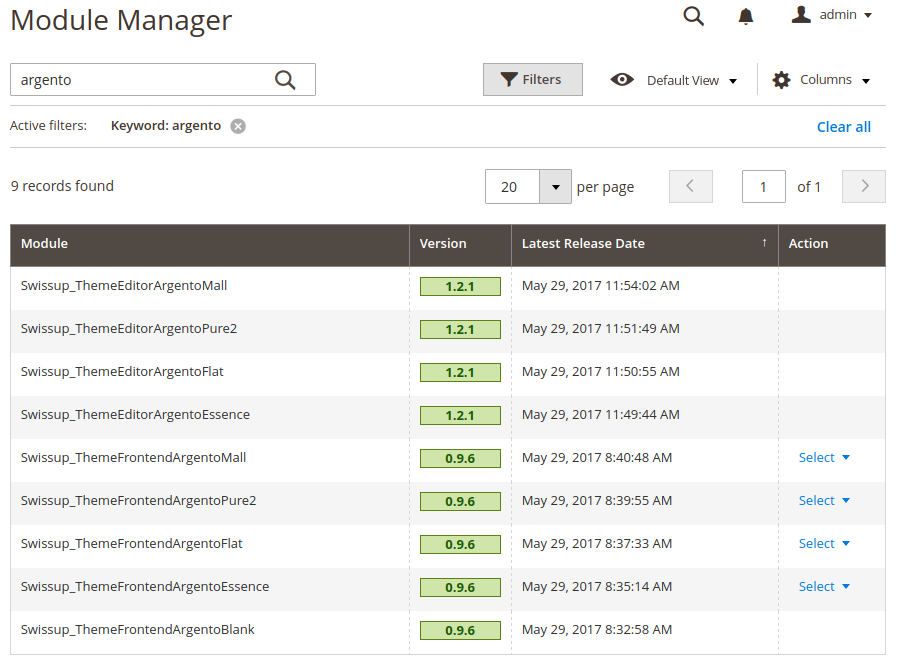 Module Manager
admin
argento
Filters
Default View
Columns
Active filters: Keyword: argento
Clear all
9 records found
20 per page
1 of 1
Module Version Latest Release Date ↑ Action
Swissup_ThemeEditorArgentoMall 1.2.1 May 29, 2017 11:54:02 AM
Swissup_ThemeEditorArgentoPure2 1.2.1 May 29, 2017 11:51:49 AM
Swissup_ThemeEditorArgentoFlat 1.2.1 May 29, 2017 11:50:55 AM
Swissup_ThemeEditorArgentoEssence 1.2.1 May 29, 2017 11:49:44 AM
Swissup_ThemeFrontendArgentoMall 0.9.6 May 29, 2017 8:40:48 AM Select
Swissup_ThemeFrontendArgentoPure2 0.9.6 May 29, 2017 8:39:55 AM Select
Swissup_ThemeFrontendArgentoFlat 0.9.6 May 29, 2017 8:37:33 AM Select
Swissup_ThemeFrontendArgentoEssence 0.9.6 May 29, 2017 8:35:14 AM Select
Swissup_ThemeFrontendArgentoBlank 0.9.6 May 29, 2017 8:32:58 AM